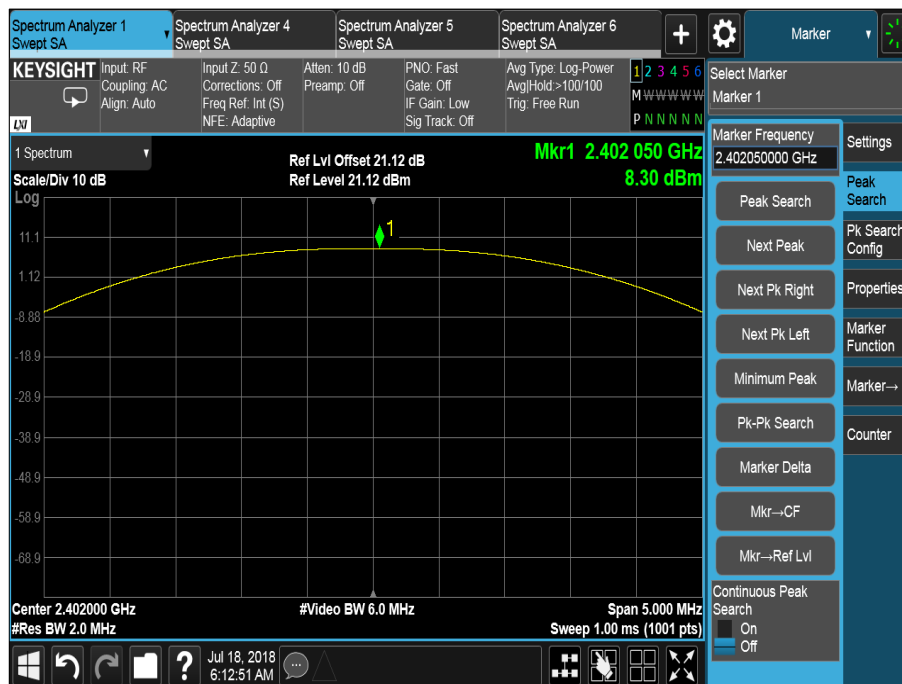 Spectrum Analyzer 1
Swept SA
Spectrum Analyzer 4
Swept SA
Spectrum Analyzer 5
Swept SA
Spectrum Analyzer 6
Swept SA
+
Marker
KEYSIGHT
LXI
Input: RF
Coupling: AC
Align: Auto
Input Z: 50 Ω
Corrections: Off
Freq Ref: Int (S)
NFE: Adaptive
Atten: 10 dB
Preamp: Off
PNO: Fast
Gate: Off
IF Gain: Low
Sig Track: Off
Avg Type: Log-Power
Avg|Hold:>100/100
Trig: Free Run
1 2 3 4 5 6
M W W W W W
P N N N N N
Select Marker
Marker 1
1 Spectrum
Scale/Div 10 dB
Ref Lvl Offset 21.12 dB
Ref Level 21.12 dBm
Mkr1 2.402 050 GHz
8.30 dBm
Log
11.1
1.12
-8.88
-18.9
-28.9
-38.9
-48.9
-58.9
-68.9
1
Center 2.402000 GHz
#Res BW 2.0 MHz
#Video BW 6.0 MHz
Span 5.000 MHz
Sweep 1.00 ms (1001 pts)
Marker Frequency
2.402050000 GHz
Peak Search
Next Peak
Next Pk Right
Next Pk Left
Minimum Peak
Pk-Pk Search
Marker Delta
Mkr→CF
Mkr→Ref Lvl
Continuous Peak
Search
On
Off
Settings
Peak
Search
Pk Search
Config
Properties
Marker
Function
Marker→
Counter
?
Jul 18, 2018
6:12:51 AM